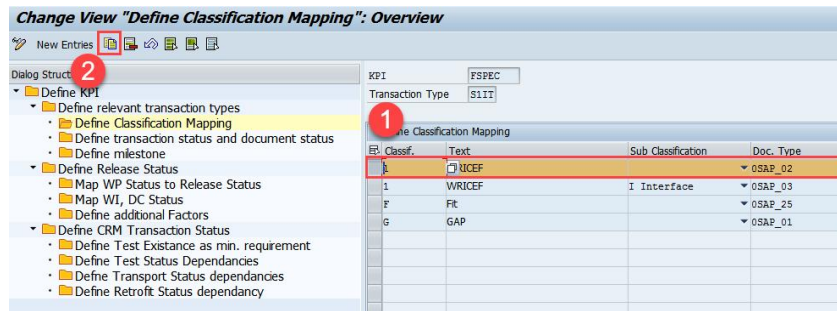 Change View "Define Classification Mapping": Overview
New Entries
2
Dialog Struct
Define KPI
Define relevant transaction types
Define Classification Mapping
Define transaction status and document status
Define milestone
Define Release Status
Map WP Status to Release Status
Map WI, DC Status
Define additional Factors
Define CRM Transaction Status
Define Test Existance as min. requirement
Define Test Status Dependancies
Define Transport Status dependancies
Define Retrofit Status dependancy
KPI FSPEC
Transaction Type S1IT
1
ne Classification Mapping
Classif. Text Sub Classification Doc. Type
1 RICEF 0SAP_02
1 WRICEF I Interface 0SAP_03
F Fit 0SAP_25
G GAP 0SAP_01